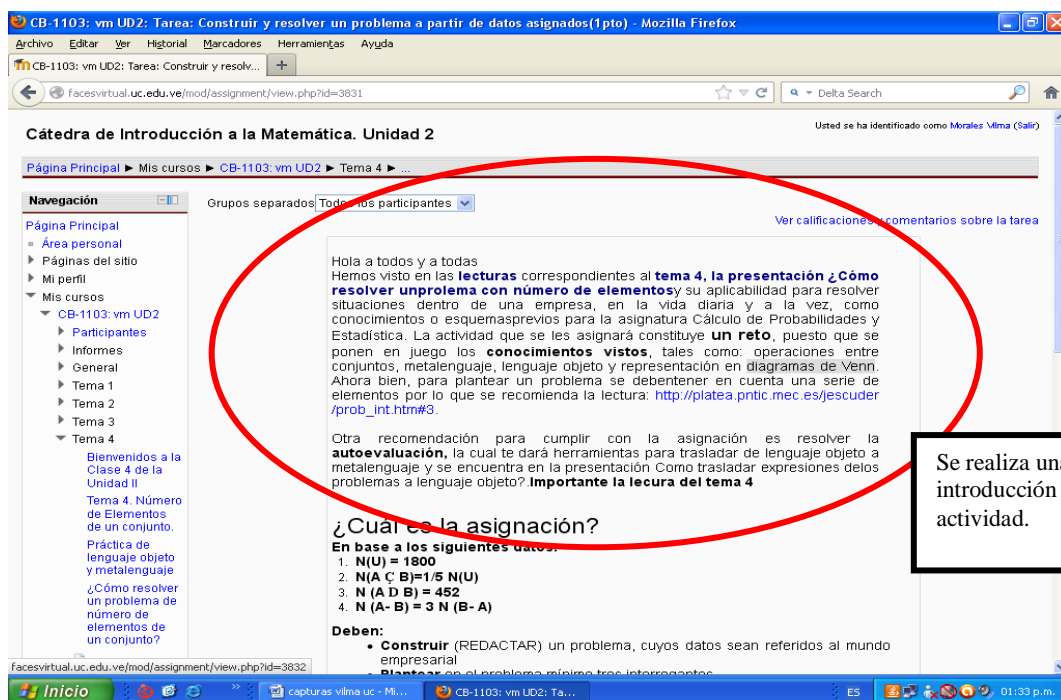 CB-1103: vm UD2: Tarea: Construir y resolver un problema a partir de datos asignados(1pto) - Mozilla Firefox
Archivo Editar Ver Historial Marcadores Herramientas Ayuda
CB-1103: vm UD2: Tarea: Construir y resolv... +
facesvirtual.uc.edu.ve/mod/assignment/view.php?id=3831
Delta Search
Cátedra de Introducción a la Matemática. Unidad 2
Usted se ha identificado como Morales Vilma (Salir)
Página Principal ► Mis cursos ► CB-1103: vm UD2 ► Tema 4 ► ...
Navegación
Página Principal
Área personal
Páginas del sitio
Mi perfil
Mis cursos
CB-1103: vm UD2
Participantes
Informes
General
Tema 1
Tema 2
Tema 3
Tema 4
Bienvenidos a la
Clase 4 de la
Unidad II
Tema 4. Número
de Elementos
de un conjunto.
Práctica de
lenguaje objeto
y metalenguaje
¿Cómo resolver
un problema de
número de
elementos de
un conjunto?
Grupos separados Todos los participantes
Ver calificaciones y comentarios sobre la tarea
Hola a todos y a todas
Hemos visto en las lecturas correspondientes al tema 4, la presentación ¿Cómo
resolver unprolema con número de elementosy su aplicabilidad para resolver
situaciones dentro de una empresa, en la vida diaria y a la vez, como
conocimientos o esquemasprevios para la asignatura Cálculo de Probabilidades y
Estadística. La actividad que se les asignará constituye un reto, puesto que se
ponen en juego los conocimientos vistos, tales como: operaciones entre
conjuntos, metalenguaje, lenguaje objeto y representación en diagramas de Venn.
Ahora bien, para plantear un problema se debentener en cuenta una serie de
elementos por lo que se recomienda la lectura: http://platea.pntic.mec.es/jescuder
/prob_int.htm#3.
Otra recomendación para cumplir con la asignación es resolver la
autoevaluación, la cual te dará herramientas para trasladar de lenguaje objeto a
metalenguaje y se encuentra en la presentación Como trasladar expresiones delos
problemas a lenguaje objeto?.Importante la lecura del tema 4
¿Cuál es la asignación?
En base a los siguientes datos:
1. N(U) = 1800
2. N(A Ç B)=1/5 N(U)
3. N (A D B) = 452
4. N (A- B) = 3 N (B- A)
Deben:
• Construir (REDACTAR) un problema, cuyos datos sean referidos al mundo
empresarial
• Plantear en el problema mínimo tres interrogantes
Se realiza una
introducción
actividad.
facesvirtual.uc.edu.ve/mod/assignment/view.php?id=3832
Inicio
capturas vilma uc - Mi...
CB-1103: vm UD2: Ta...
ES
01:33 p.m.